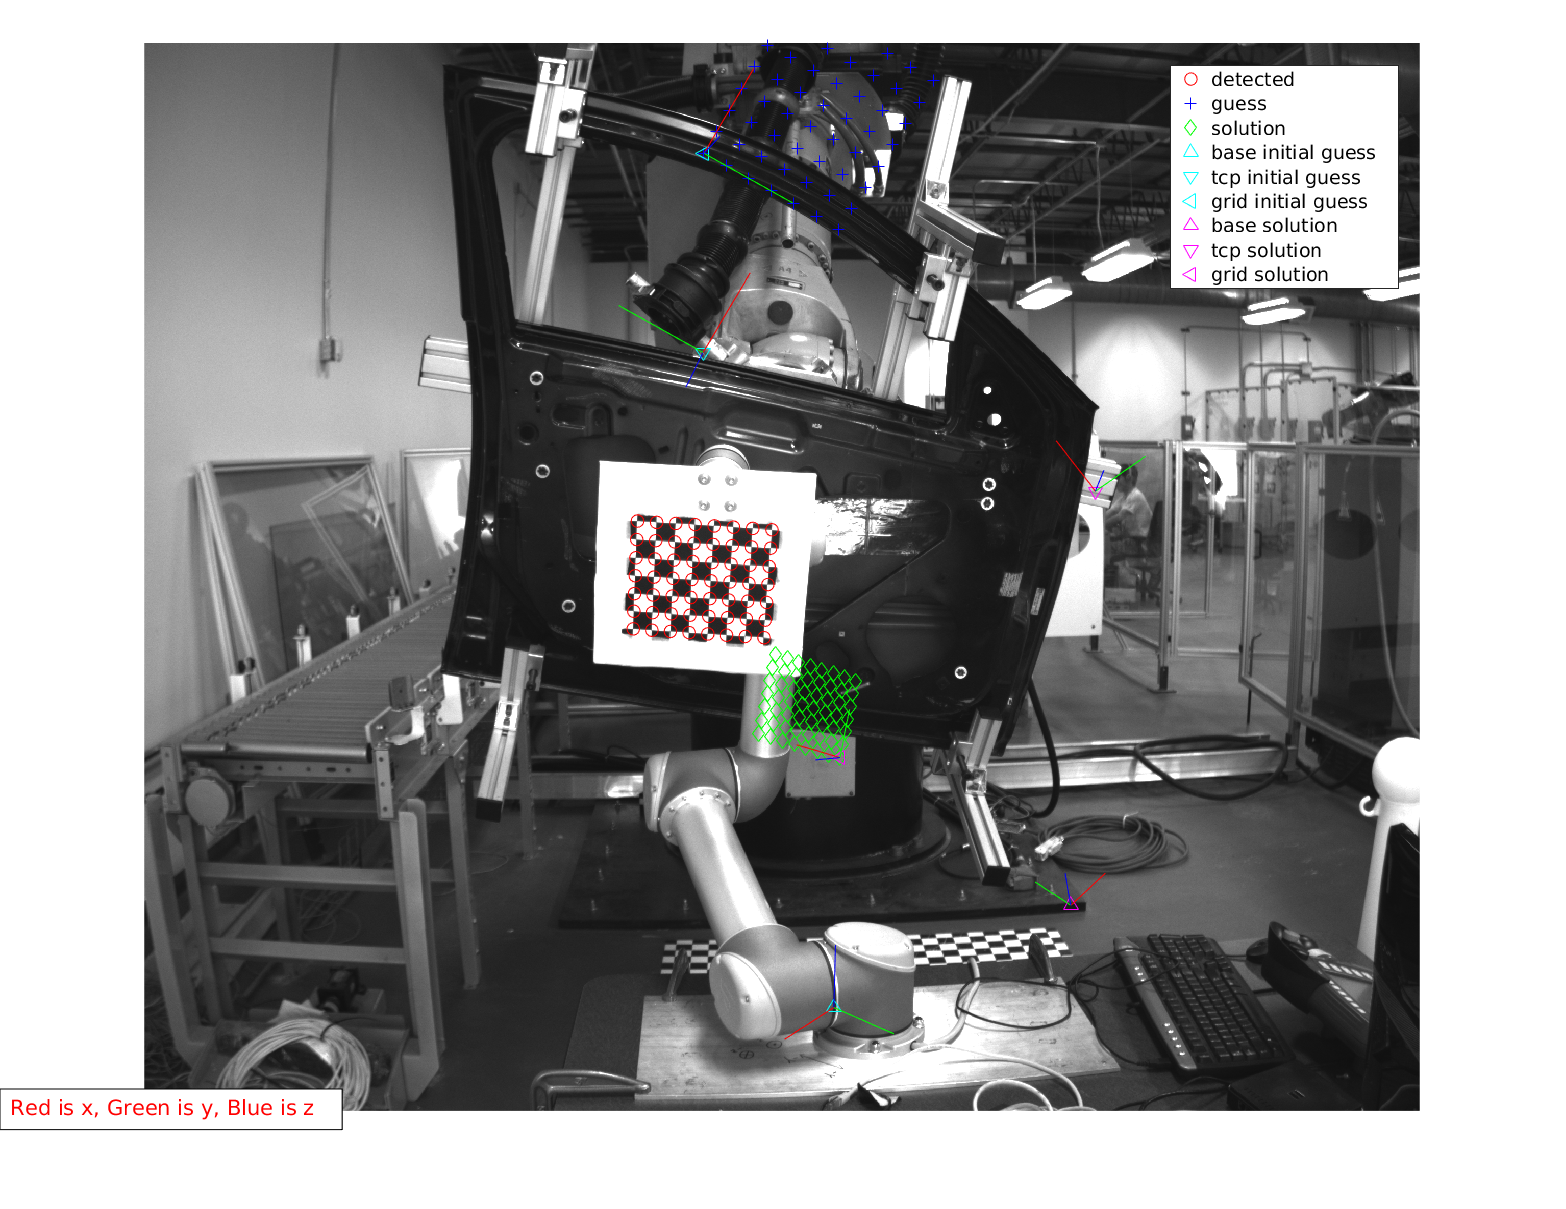 detected
guess
solution
base initial guess
tcp initial guess
grid initial guess
base solution
tcp solution
grid solution
Red is x, Green is y, Blue is z